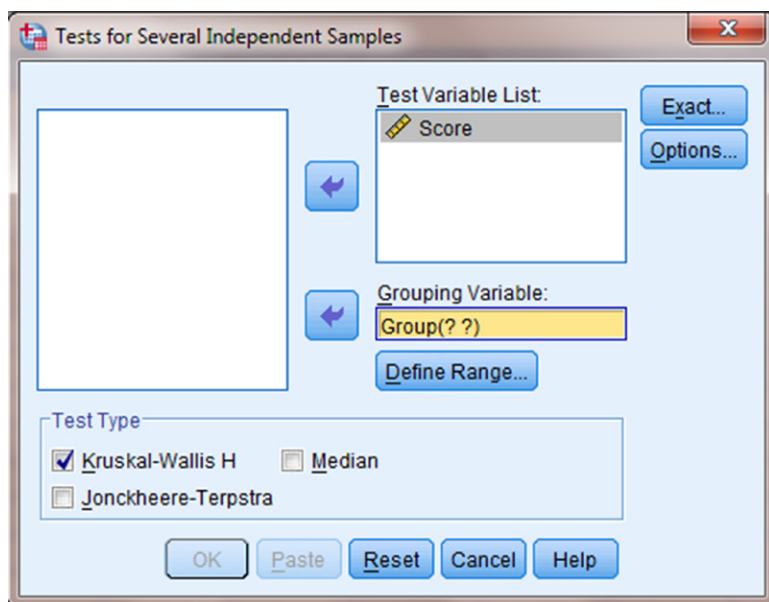 Tests for Several Independent Samples
X
Test Variable List:
Score
Exact...
Options...
Grouping Variable:
Group(? ?)
Define Range...
Test Type
Kruskal-Wallis H
Median
Jonckheere-Terpstra
OK
Paste
Reset
Cancel
Help